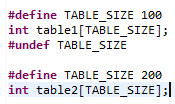 #define TABLE_SIZE 100
int table1[TABLE_SIZE];
#undef TABLE_SIZE

#define TABLE_SIZE 200
int table2[TABLE_SIZE];